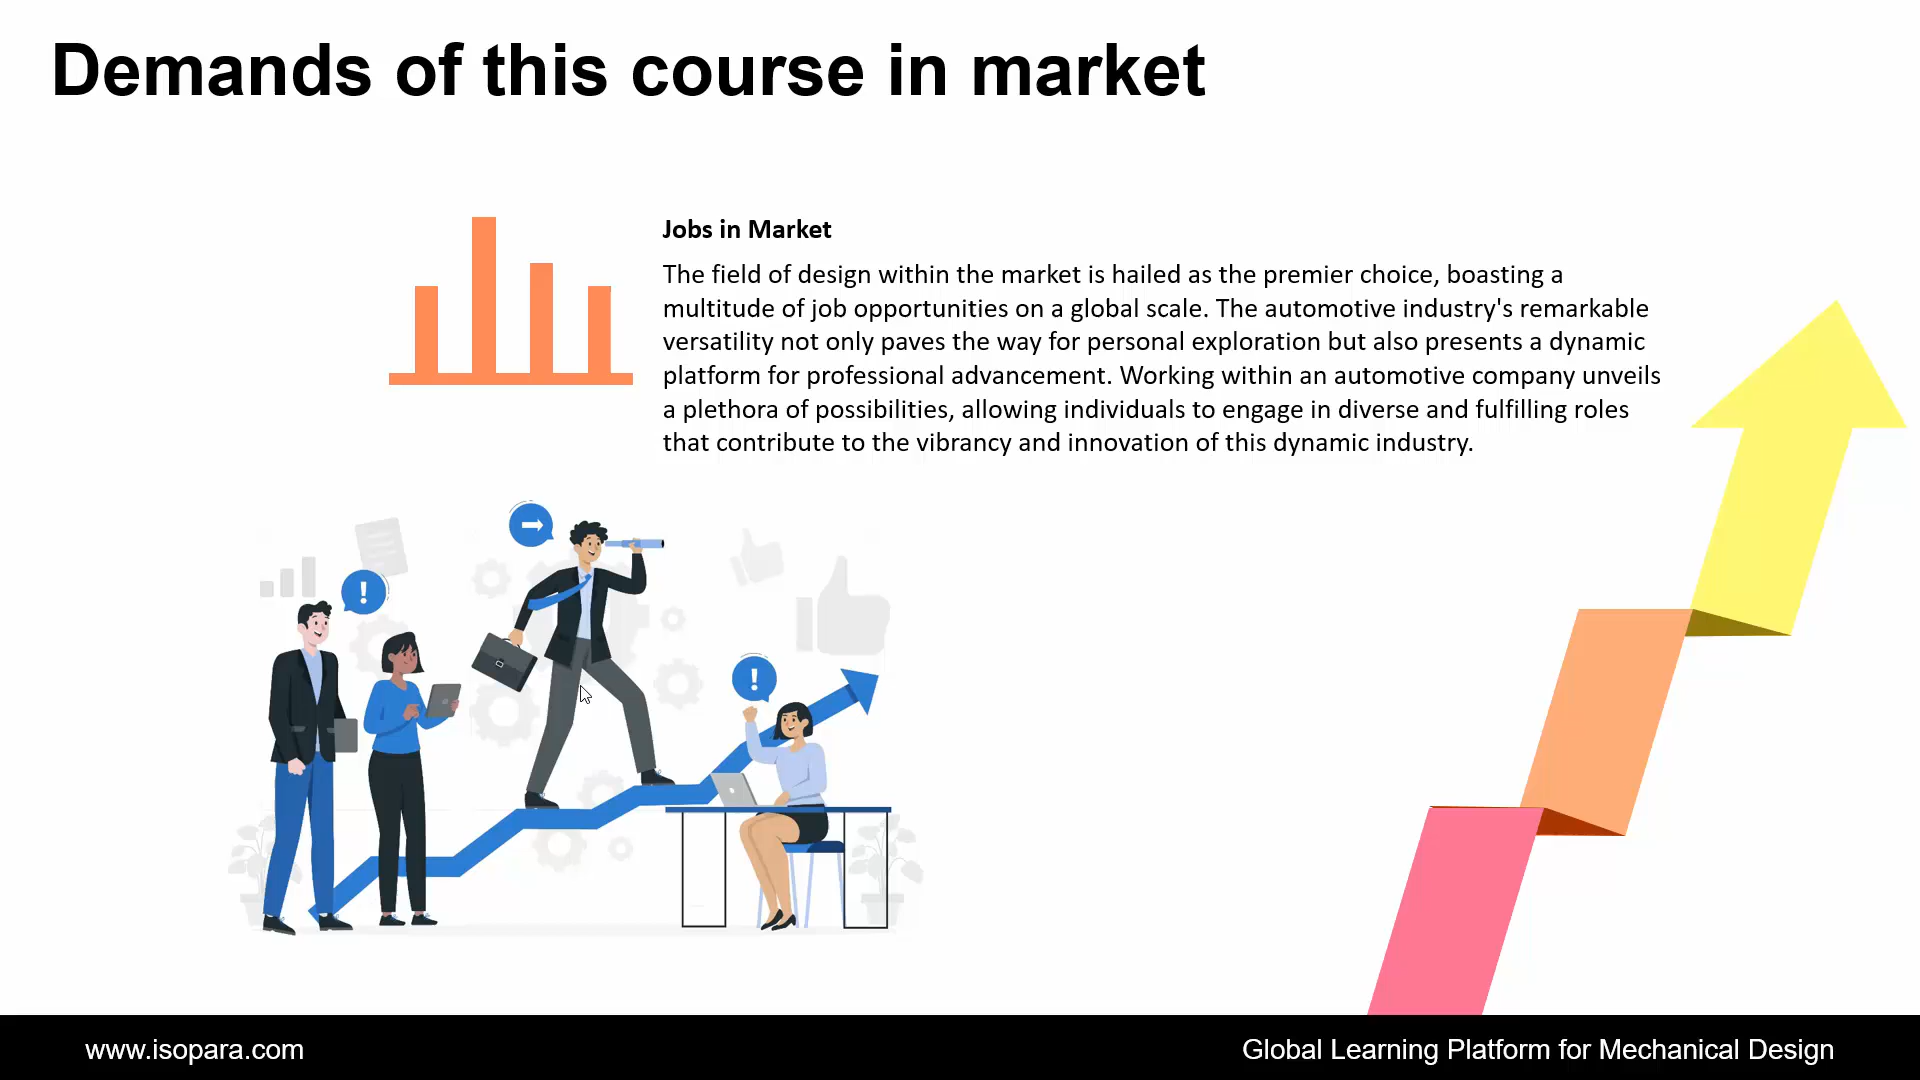 Demands of this course in market
Jobs in Market
The field of design within the market is hailed as the premier choice, boasting a
multitude of job opportunities on a global scale. The automotive industry's remarkable
versatility not only paves the way for personal exploration but also presents a dynamic
platform for professional advancement. Working within an automotive company unveils
a plethora of possibilities, allowing individuals to engage in diverse and fulfilling roles
that contribute to the vibrancy and innovation of this dynamic industry.
!
!
www.isopara.com
Global Learning Platform for Mechanical Design